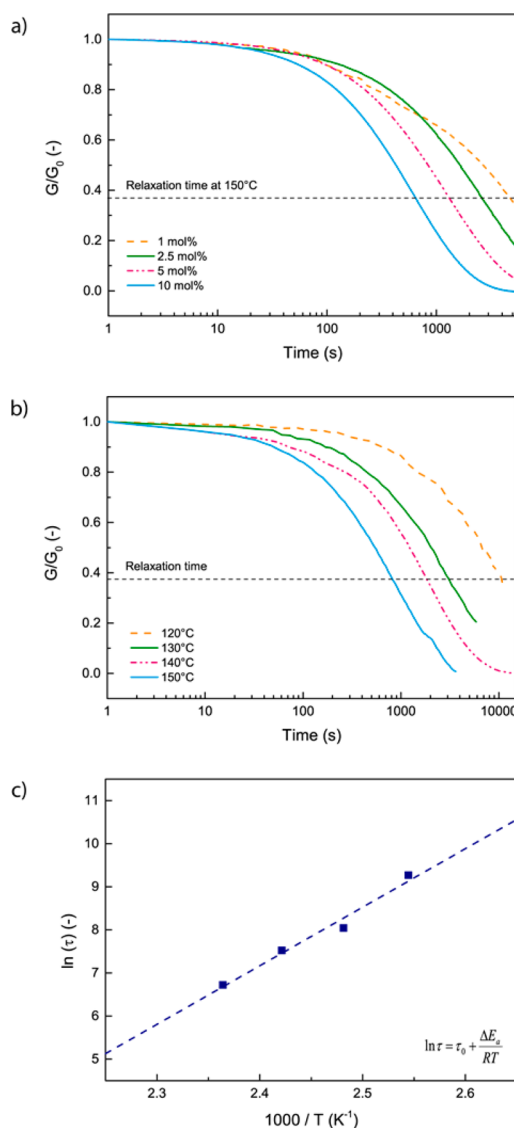 a)
1.0
0.8
0.6
0.4
0.2
0.0
G/G₀ (-)
Relaxation time at 150°C
1 mol%
2.5 mol%
5 mol%
10 mol%
1 10 100 1000
Time (s)
b)
1.0
0.8
0.6
0.4
0.2
0.0
G/G₀ (-)
Relaxation time
120°C
130°C
140°C
150°C
1 10 100 1000 10000
Time (s)
c)
11
10
9
8
7
6
5
ln (τ) (-)
ln τ = τ₀ + ΔEₐ / RT
2.3 2.4 2.5 2.6
1000 / T (K⁻¹)